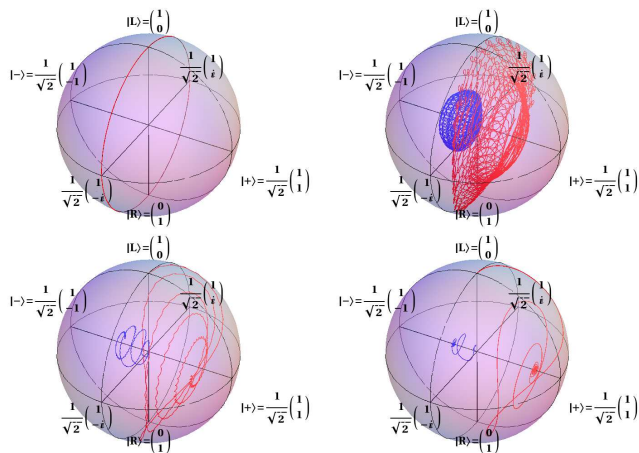 |L⟩=(1 0)
|−⟩=1/√2(1 −1)
1/√2(1 i)
|+⟩=1/√2(1 1)
1/√2(1 −i)
|R⟩=(0 1)
|L⟩=(1 0)
|−⟩=1/√2(1 −1)
1/√2(1 i)
|+⟩=1/√2(1 1)
1/√2(1 −i)
|R⟩=(0 1)
|L⟩=(1 0)
|−⟩=1/√2(1 −1)
1/√2(1 i)
|+⟩=1/√2(1 1)
1/√2(1 −i)
|R⟩=(0 1)
|L⟩=(1 0)
|−⟩=1/√2(1 −1)
1/√2(1 i)
|+⟩=1/√2(1 1)
1/√2(1 −i)
|R⟩=(0 1)